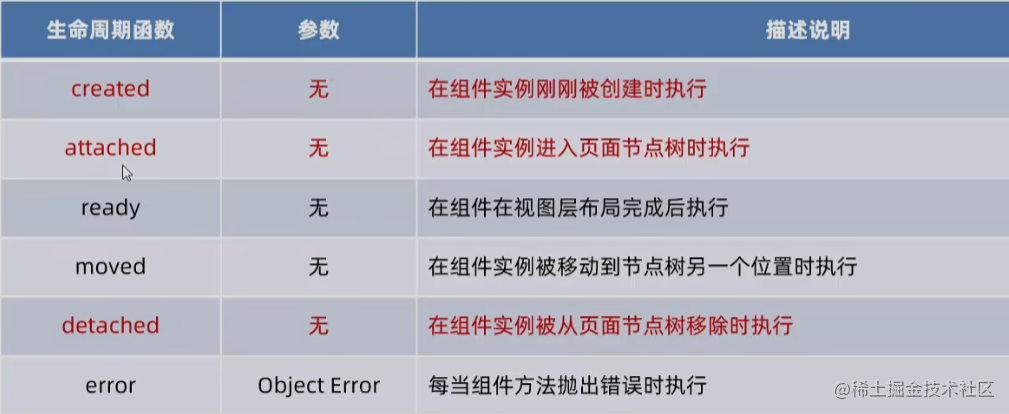 生命周期函数 参数 描述说明
created 无 在组件实例刚刚被创建时执行
attached 无 在组件实例进入页面节点树时执行
ready 无 在组件在视图层布局完成后执行
moved 无 在组件实例被移动到节点树另一个位置时执行
detached 无 在组件实例被从页面节点树移除时执行
error Object Error 每当组件方法抛出错误时执行
@稀土掘金技术社区